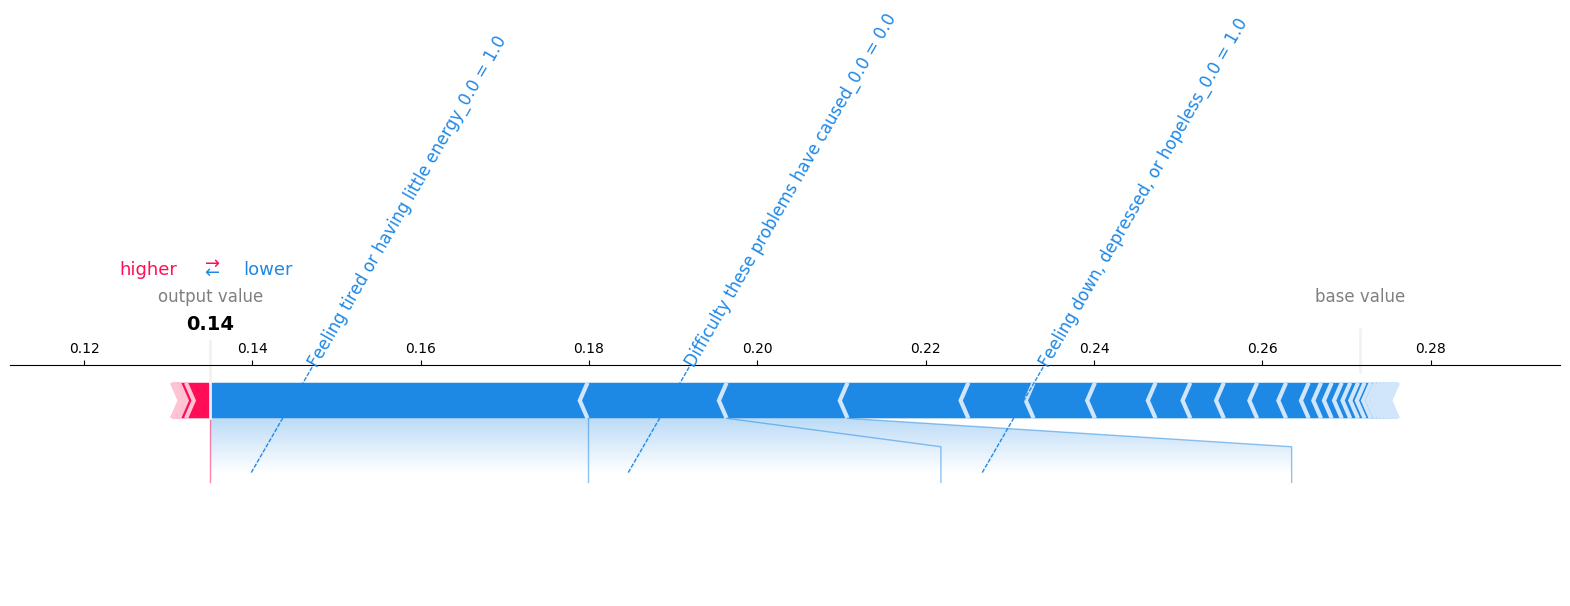 Feeling tired or having little energy_0.0 = 1.0
Difficulty these problems have caused_0.0 = 0.0
Feeling down, depressed, or hopeless_0.0 = 1.0
higher ⇄ lower
output value
base value
0.14
0.12 0.14 0.16 0.18 0.20 0.22 0.24 0.26 0.28